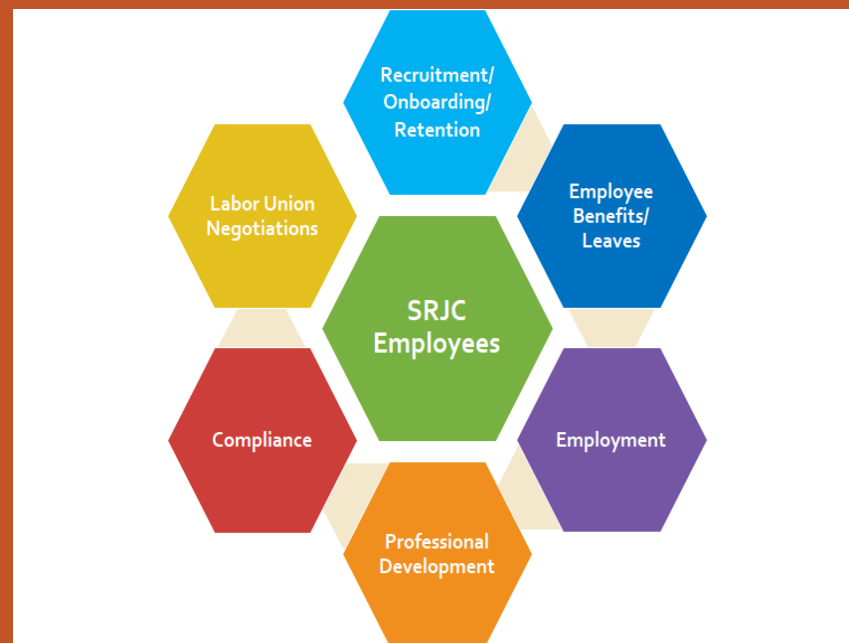 Recruitment/
Onboarding/
Retention
Employee
Benefits/
Leaves
Employment
Professional
Development
Compliance
Labor Union
Negotiations
SRJC
Employees